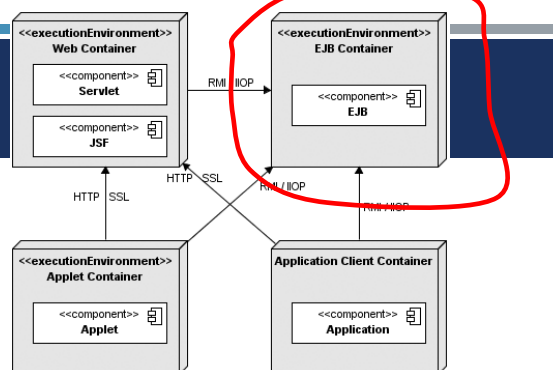 <<executionEnvironment>>
Web Container
<<component>>
Servlet
<<component>>
JSF
RMI / IIOP
<<executionEnvironment>>
EJB Container
<<component>>
EJB
HTTP SSL
HTTP SSL
RMI / IIOP
RMI / IIOP
<<executionEnvironment>>
Applet Container
<<component>>
Applet
Application Client Container
<<component>>
Application